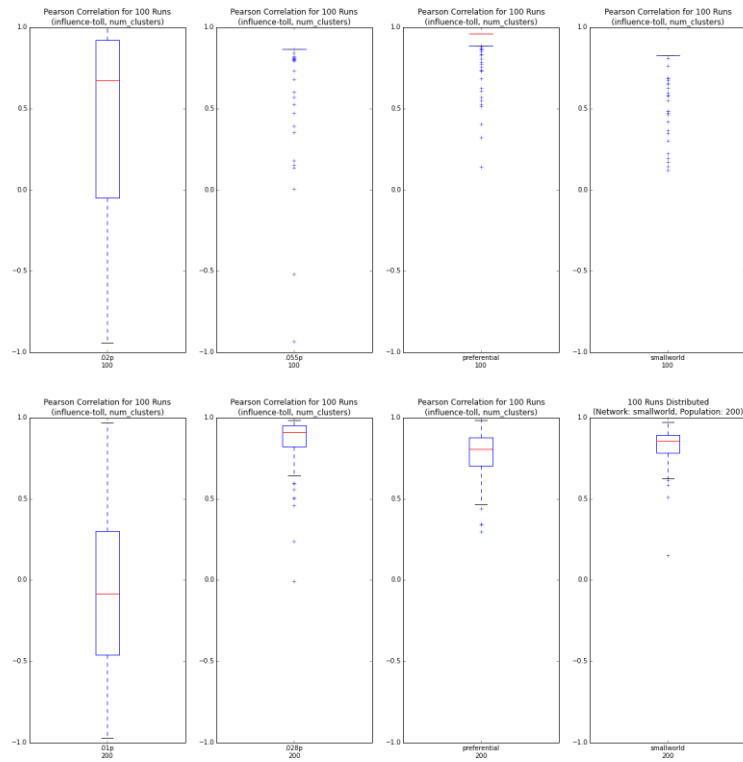 Pearson Correlation for 100 Runs
(influence-toll, num_clusters)
1.0
0.5
0.0
−0.5
−1.0
.02p
100
Pearson Correlation for 100 Runs
(influence-toll, num_clusters)
1.0
0.5
0.0
−0.5
−1.0
.055p
100
Pearson Correlation for 100 Runs
(influence-toll, num_clusters)
1.0
0.5
0.0
−0.5
−1.0
preferential
100
Pearson Correlation for 100 Runs
(influence-toll, num_clusters)
1.0
0.5
0.0
−0.5
−1.0
smallworld
100
Pearson Correlation for 100 Runs
(influence-toll, num_clusters)
1.0
0.5
0.0
−0.5
−1.0
.01p
200
Pearson Correlation for 100 Runs
(influence-toll, num_clusters)
1.0
0.5
0.0
−0.5
−1.0
.028p
200
Pearson Correlation for 100 Runs
(influence-toll, num_clusters)
1.0
0.5
0.0
−0.5
−1.0
preferential
200
100 Runs Distributed
(Network: smallworld, Population: 200)
1.0
0.5
0.0
−0.5
−1.0
smallworld
200